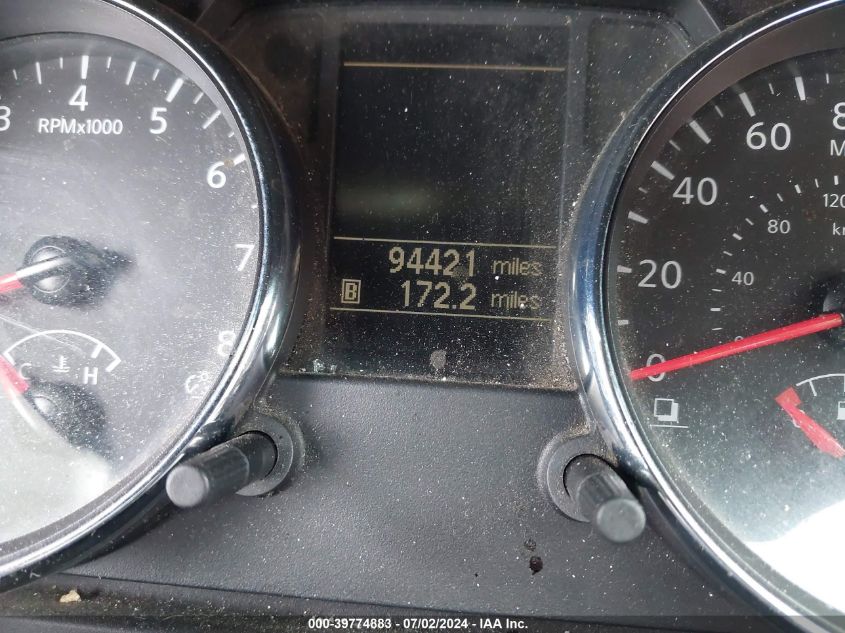 3 4 5 6 7 8
RPMx1000
C H
94421 miles
B 172.2 miles
0 20 40 60
40 80 120
000-39774883 - 07/02/2024 - IAA Inc.